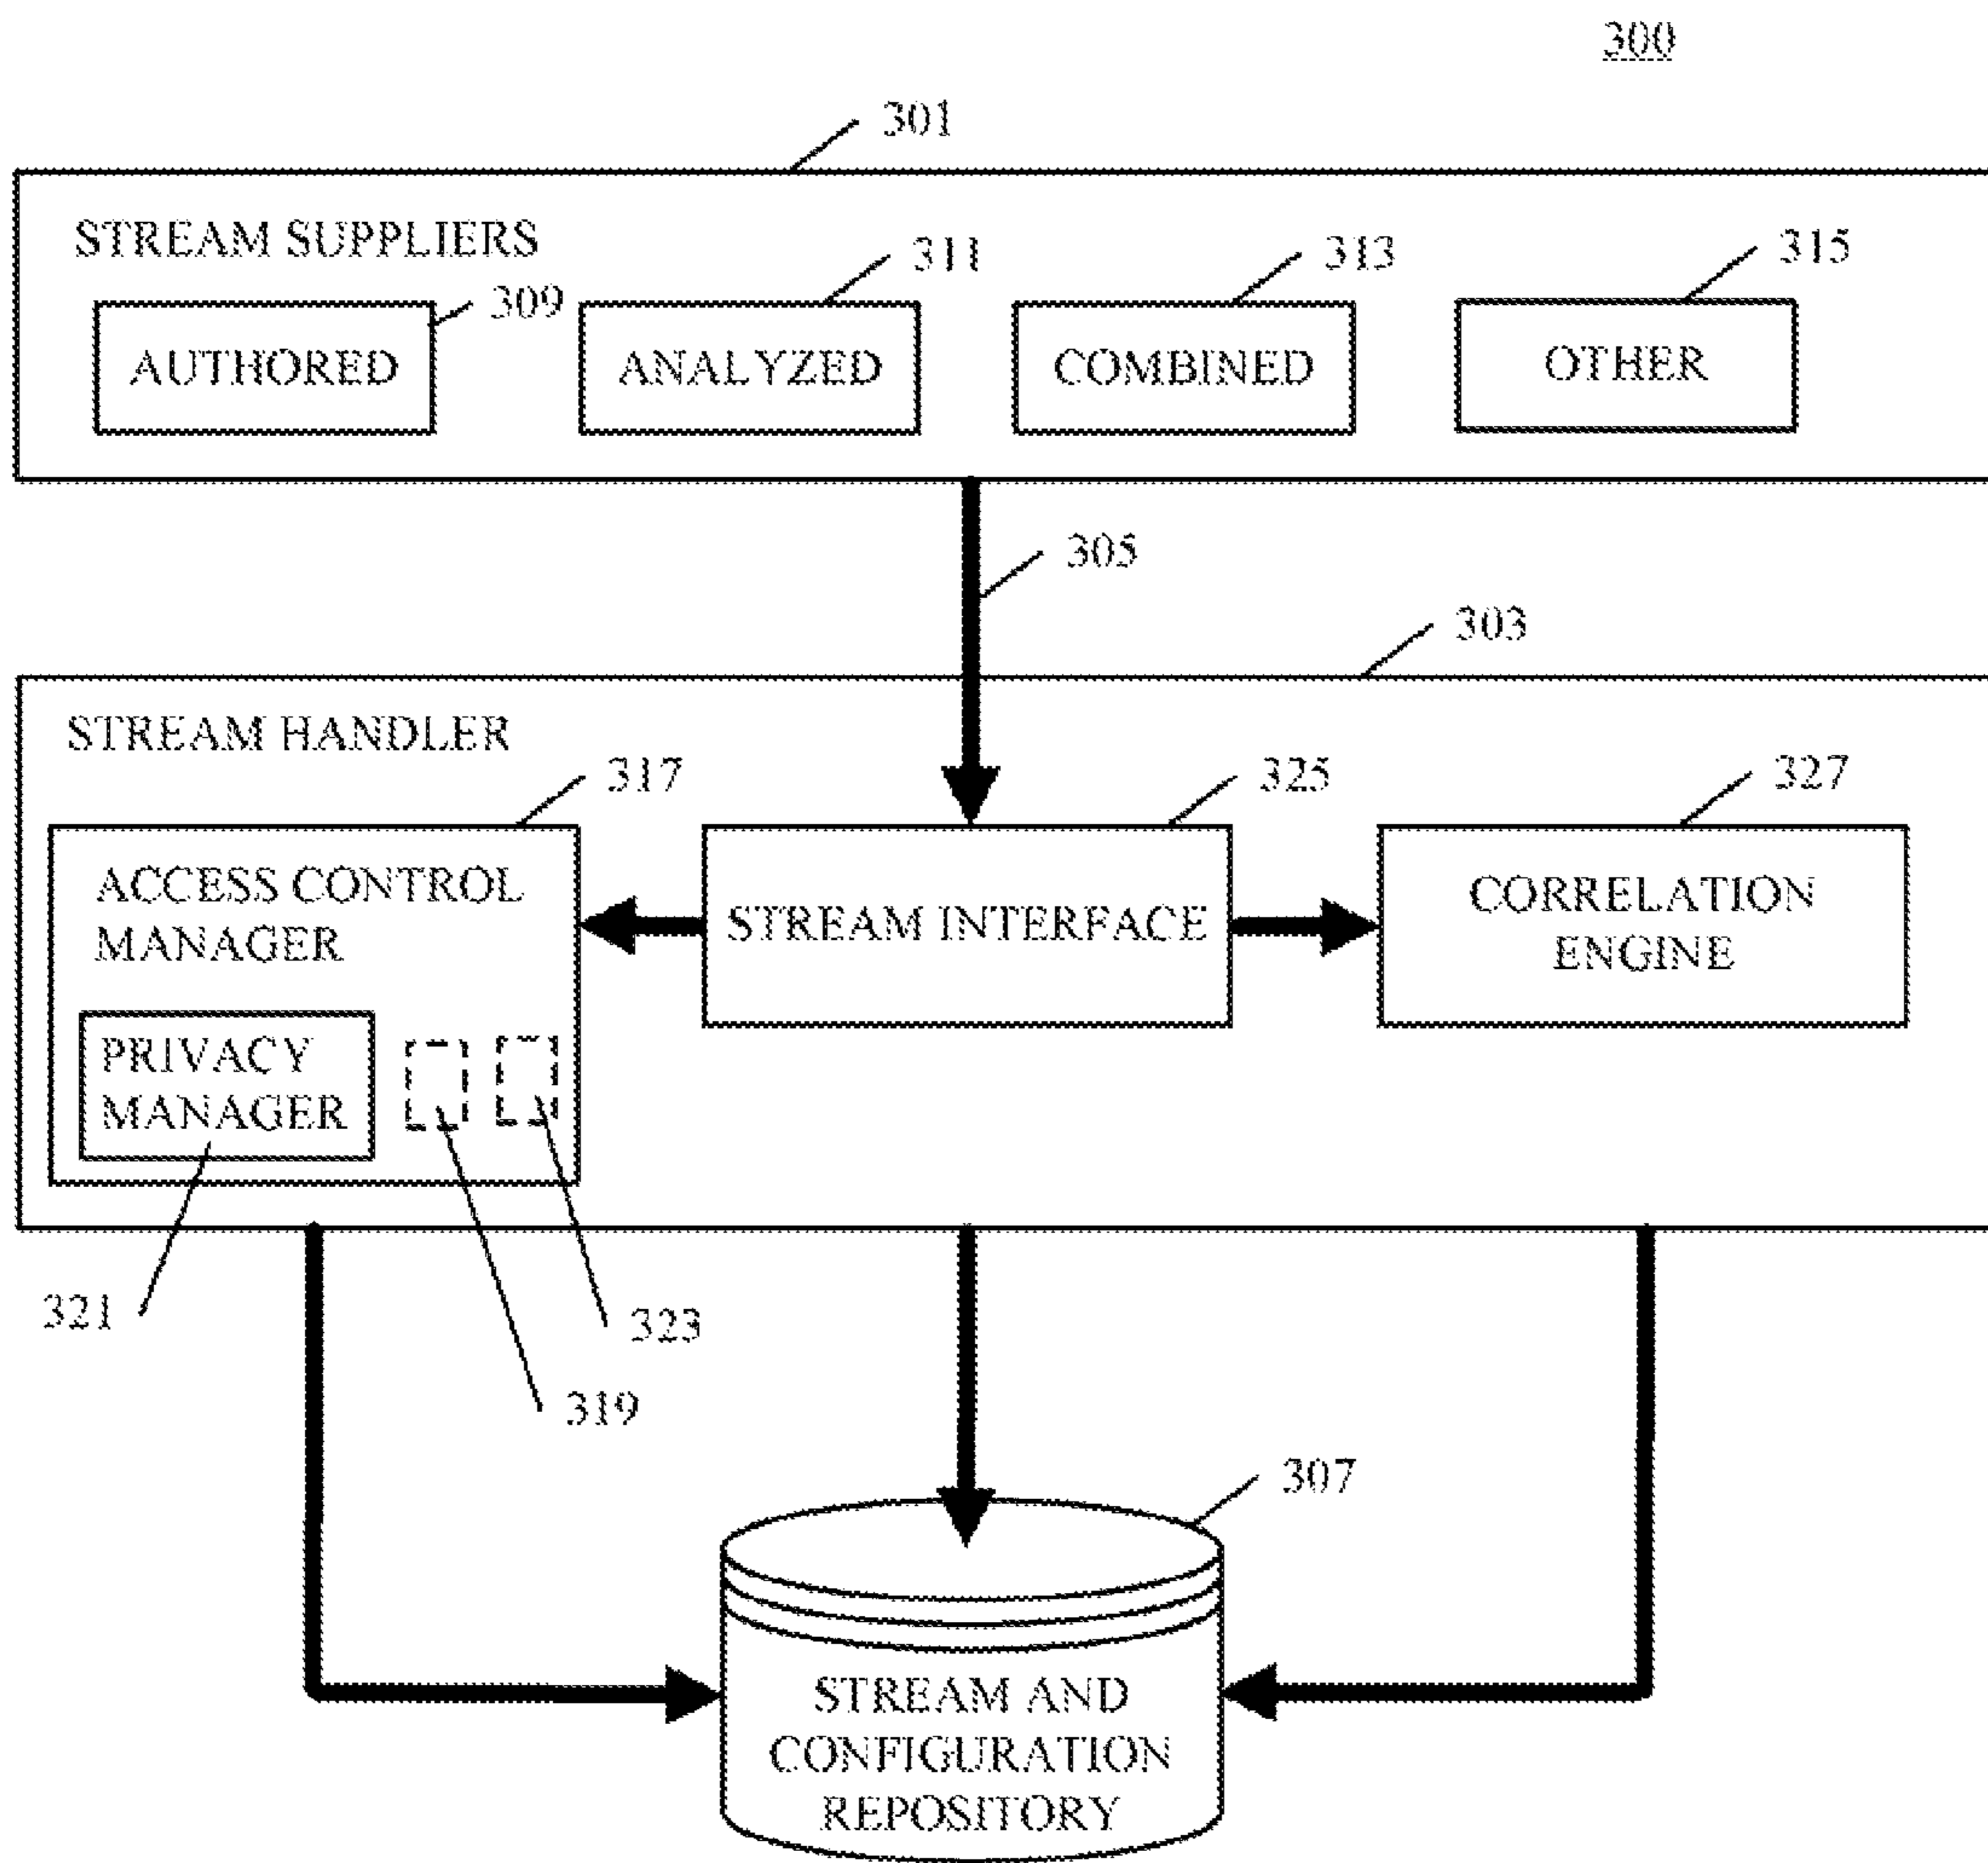 300
301
STREAM SUPPLIERS
309
311
313
315
AUTHORED
ANALYZED
COMBINED
OTHER
305
303
STREAM HANDLER
317
325
327
ACCESS CONTROL
MANAGER
STREAM INTERFACE
CORRELATION
ENGINE
PRIVACY
MANAGER
321
323
319
307
STREAM AND
CONFIGURATION
REPOSITORY